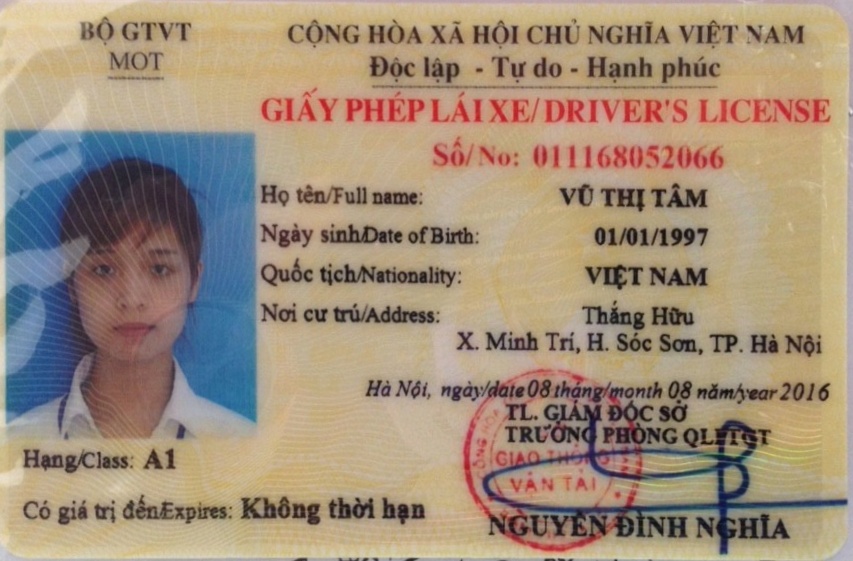 BỘ GTVT
MOT
CỘNG HÒA XÃ HỘI CHỦ NGHĨA VIỆT NAM
Độc lập - Tự do - Hạnh phúc
GIẤY PHÉP LÁI XE/ DRIVER'S LICENSE
Số/ No: 011168052066
Họ tên/Full name: VŨ THỊ TÂM
Ngày sinh/Date of Birth: 01/01/1997
Quốc tịch/Nationality: VIỆT NAM
Nơi cư trú/Address: Thắng Hữu
X. Minh Trí, H. Sóc Sơn, TP. Hà Nội
Hà Nội, ngày/date 08 tháng/month 08 năm/year 2016
TL. GIÁM ĐỐC SỞ
TRƯỞNG PHÒNG QLPTGT
GIAO THÔNG
VẬN TẢI
NGUYỄN ĐÌNH NGHĨA
Hạng/Class: A1
Có giá trị đến/Expires: Không thời hạn